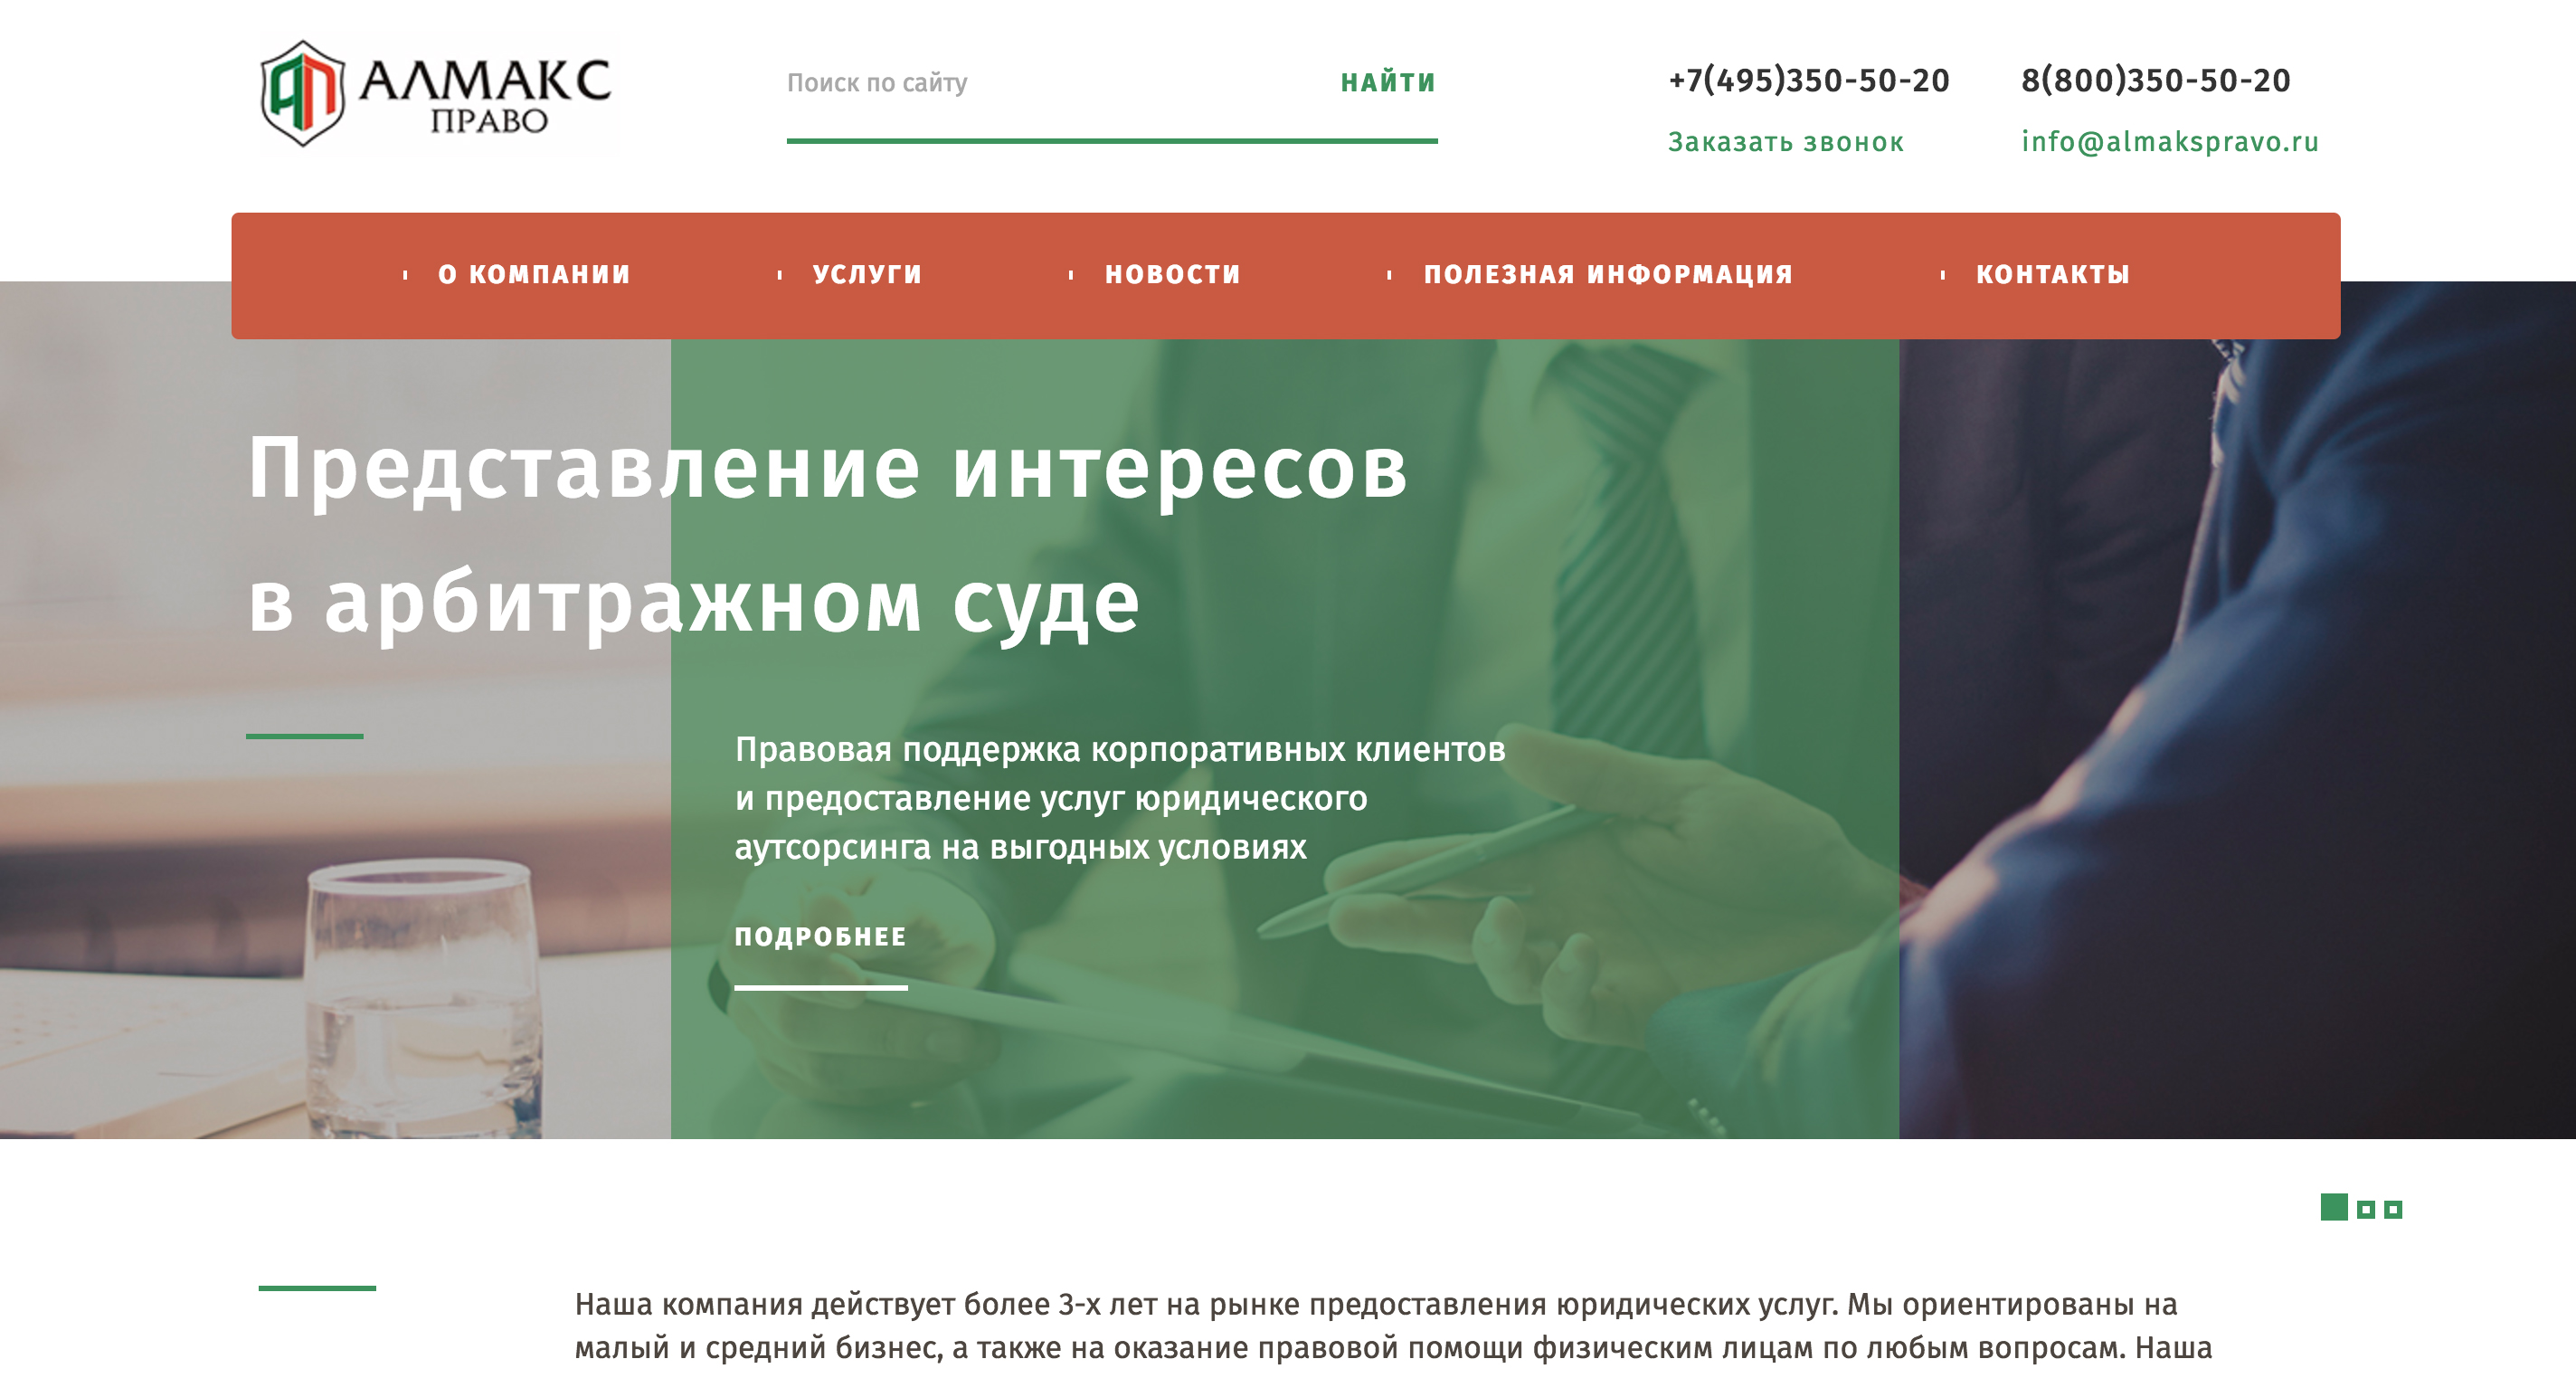 АЛМАКС
ПРАВО
Поиск по сайту
НАЙТИ
+7(495)350-50-20
8(800)350-50-20
Заказать звонок
info@almakspravo.ru
О КОМПАНИИ
УСЛУГИ
НОВОСТИ
ПОЛЕЗНАЯ ИНФОРМАЦИЯ
КОНТАКТЫ
Представление интересов
в арбитражном суде
Правовая поддержка корпоративных клиентов
и предоставление услуг юридического
аутсорсинга на выгодных условиях
ПОДРОБНЕЕ
Наша компания действует более 3-х лет на рынке предоставления юридических услуг. Мы ориентированы на
малый и средний бизнес, а также на оказание правовой помощи физическим лицам по любым вопросам. Наша